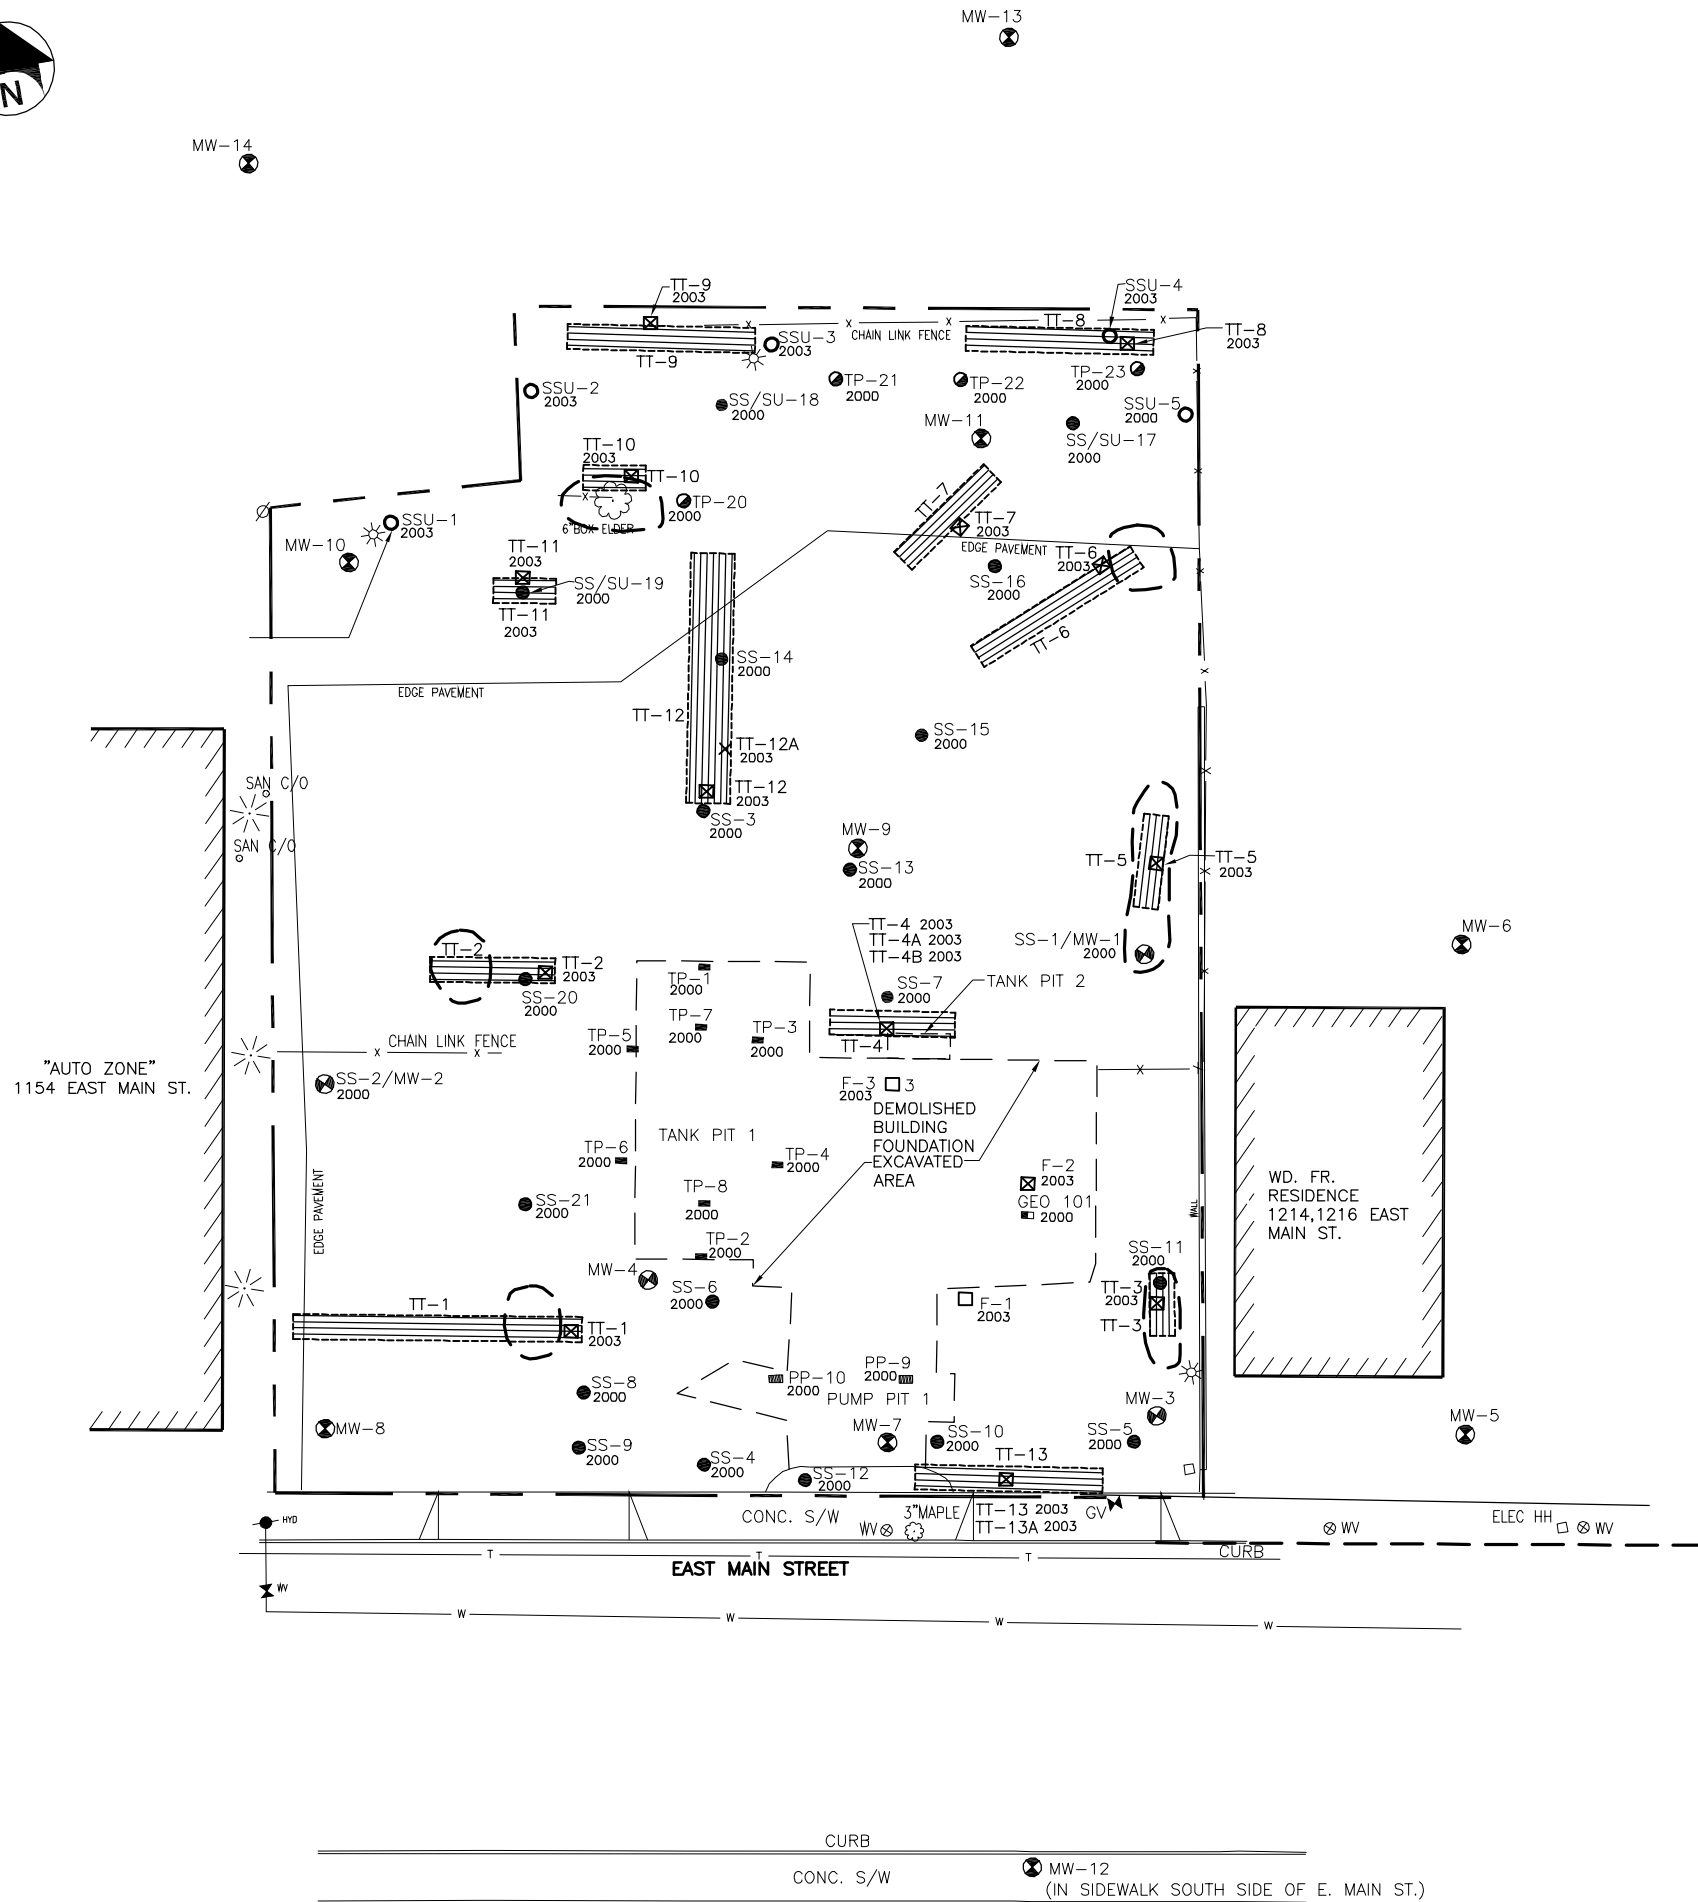 MW-13
N
MW-14
TT-9
2003
SSU-4
2003
TT-8
CHAIN LINK FENCE
SSU-3
2003
TT-8
2003
TT-9
SSU-2
2003
TP-21
2000
TP-22
2000
TP-23
2000
SS/SU-18
2000
SSU-5
2000
MW-11
SS/SU-17
2000
TT-10
2003
TT-10
TP-20
2000
6"BOX ELDER
TT-7
TT-7
2003
SSU-1
2003
MW-10
EDGE PAVEMENT
TT-6
2003
TT-11
2003
SS/SU-19
2000
SS-16
2000
TT-11
2003
TT-6
SS-14
2000
EDGE PAVEMENT
TT-12
SS-15
2000
TT-12A
2003
SAN C/O
TT-12
2003
SS-3
2000
SAN C/O
MW-9
SS-13
2000
TT-5
TT-5
2003
TT-4 2003
TT-4A 2003
TT-4B 2003
SS-1/MW-1
2000
MW-6
TT-2
TT-2
2003
SS-20
2000
TP-1
2000
SS-7
2000
TANK PIT 2
TP-7
2000
TP-5
2000
TP-3
2000
TT-4
CHAIN LINK FENCE
"AUTO ZONE"
1154 EAST MAIN ST.
SS-2/MW-2
2000
F-3
2003
3
DEMOLISHED
BUILDING
FOUNDATION
EXCAVATED
AREA
TANK PIT 1
TP-6
2000
TP-4
2000
F-2
2003
GEO 101
2000
TP-8
2000
SS-21
2000
EDGE PAVEMENT
WALL
WD. FR.
RESIDENCE
1214,1216 EAST
MAIN ST.
TP-2
2000
SS-11
2000
MW-4
SS-6
2000
TT-3
2003
TT-3
TT-1
TT-1
2003
F-1
2003
SS-8
2000
PP-10
2000
PP-9
2000
PUMP PIT 1
MW-3
MW-5
MW-8
MW-7
SS-10
2000
SS-5
2000
SS-9
2000
SS-4
2000
SS-12
2000
TT-13
HYD
CONC. S/W
WV
3"MAPLE
TT-13 2003
TT-13A 2003
GV
WV
ELEC HH
WV
CURB
T
T
T
EAST MAIN STREET
WV
W
W
W
W
CURB
CONC. S/W
MW-12
(IN SIDEWALK SOUTH SIDE OF E. MAIN ST.)